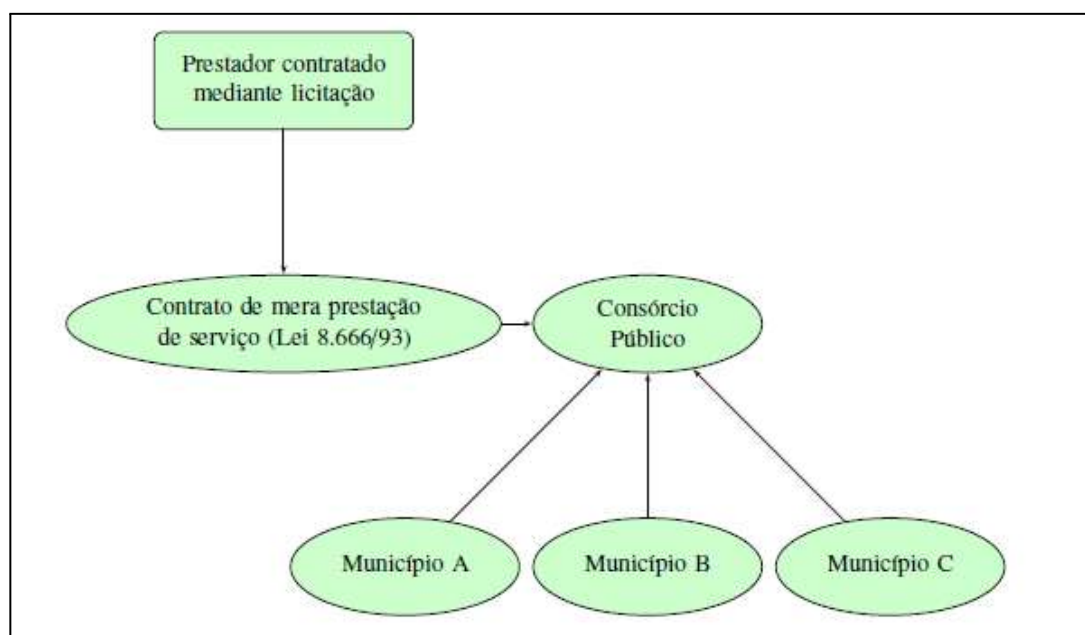 Prestador contratado
mediante licitação
Contrato de mera prestação
de serviço (Lei 8.666/93)
Consórcio
Público
Município A
Município B
Município C